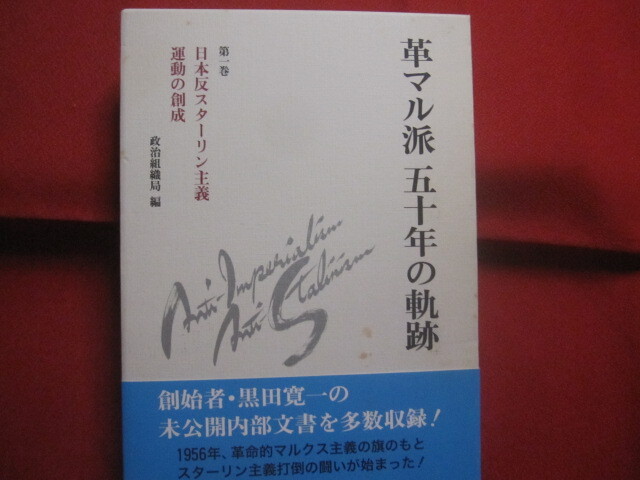 革マル派 五十年の軌跡
第一巻
日本反スターリン主義
運動の創成
政治組織局 編
Anti-Imperialism
Anti-Stalinism
創始者・黒田寛一の
未公開内部文書を多数収録！
1956年、革命的マルクス主義の旗のもと
スターリン主義打倒の闘いが始まった！